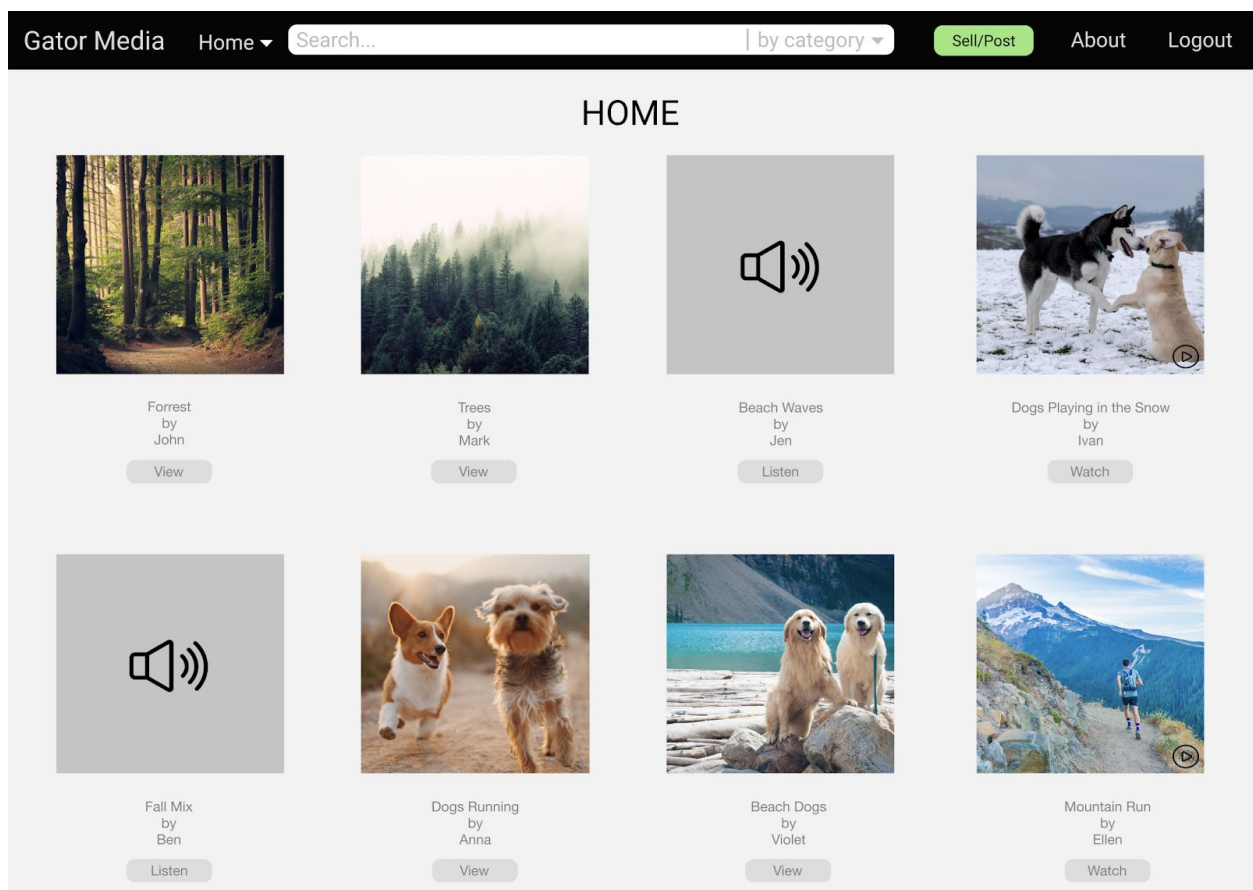 Gator Media Home Search... by category Sell/Post About Logout
HOME
Forrest
by
John
View
Trees
by
Mark
View
Beach Waves
by
Jen
Listen
Dogs Playing in the Snow
by
Ivan
Watch
Fall Mix
by
Ben
Listen
Dogs Running
by
Anna
View
Beach Dogs
by
Violet
View
Mountain Run
by
Ellen
Watch